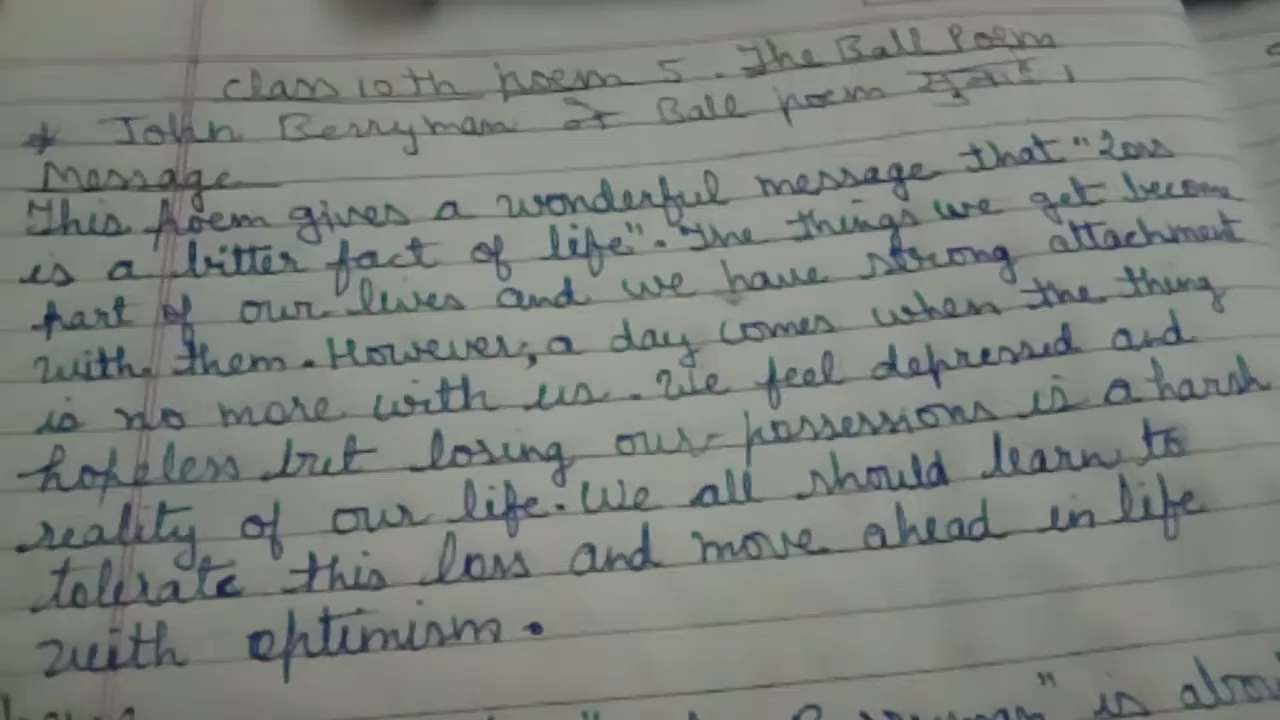 class 10th poem 5. The Ball Poem
* John Berryman ने Ball poem सुनाई।
Message
This poem gives a wonderful message that "Loss
is a bitter fact of life". The things we get become
part of our lives and we have strong attachment
with them. However, a day comes when the thing
is no more with us. We feel depressed and
hopeless but losing our possessions is a harsh
reality of our life. We all should learn to
tolerate this loss and move ahead in life
with optimism.
" is